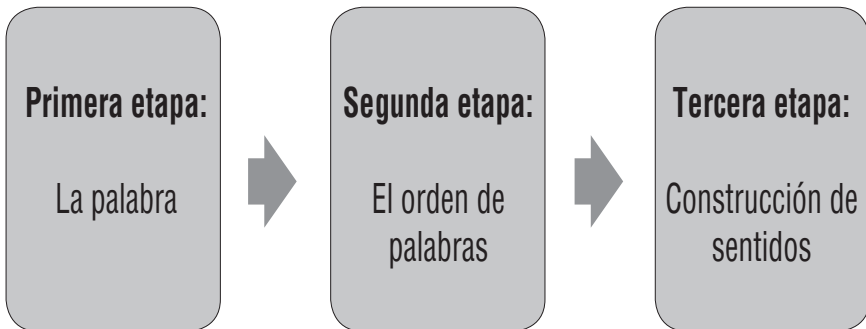 Primera etapa:
La palabra
Segunda etapa:
El orden de
palabras
Tercera etapa:
Construcción de
sentidos